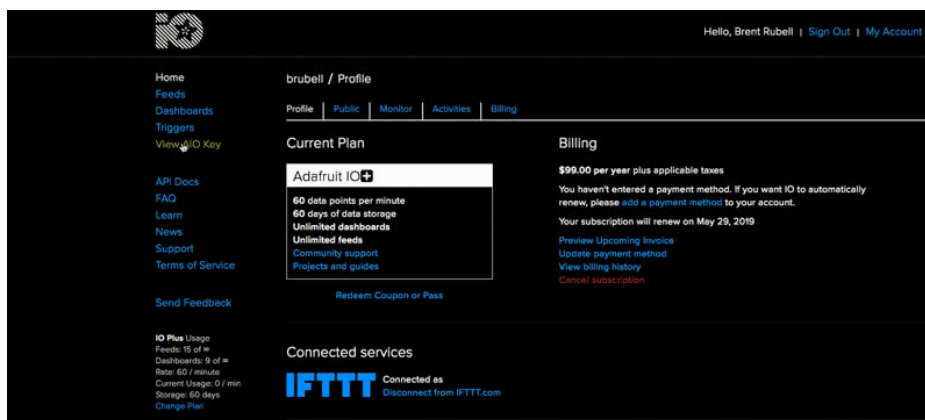 iO
Hello, Brent Rubell | Sign Out | My Account
Home
Feeds
Dashboards
Triggers
View AIO Key
API Docs
FAQ
Learn
News
Support
Terms of Service
Send Feedback
IO Plus Usage
Feeds: 15 of ∞
Dashboards: 9 of ∞
Rate: 60 / minute
Current Usage: 0 / min
Storage: 60 days
Change Plan
brubell / Profile
Profile | Public | Monitor | Activities | Billing
Current Plan
Adafruit IO+
60 data points per minute
60 days of data storage
Unlimited dashboards
Unlimited feeds
Community support
Projects and guides
Redeem Coupon or Pass
Billing
$99.00 per year plus applicable taxes
You haven't entered a payment method. If you want IO to automatically
renew, please add a payment method to your account.
Your subscription will renew on May 29, 2019
Preview Upcoming Invoice
Update payment method
View billing history
Cancel subscription
Connected services
IFTTT
Connected as
Disconnect from IFTTT.com